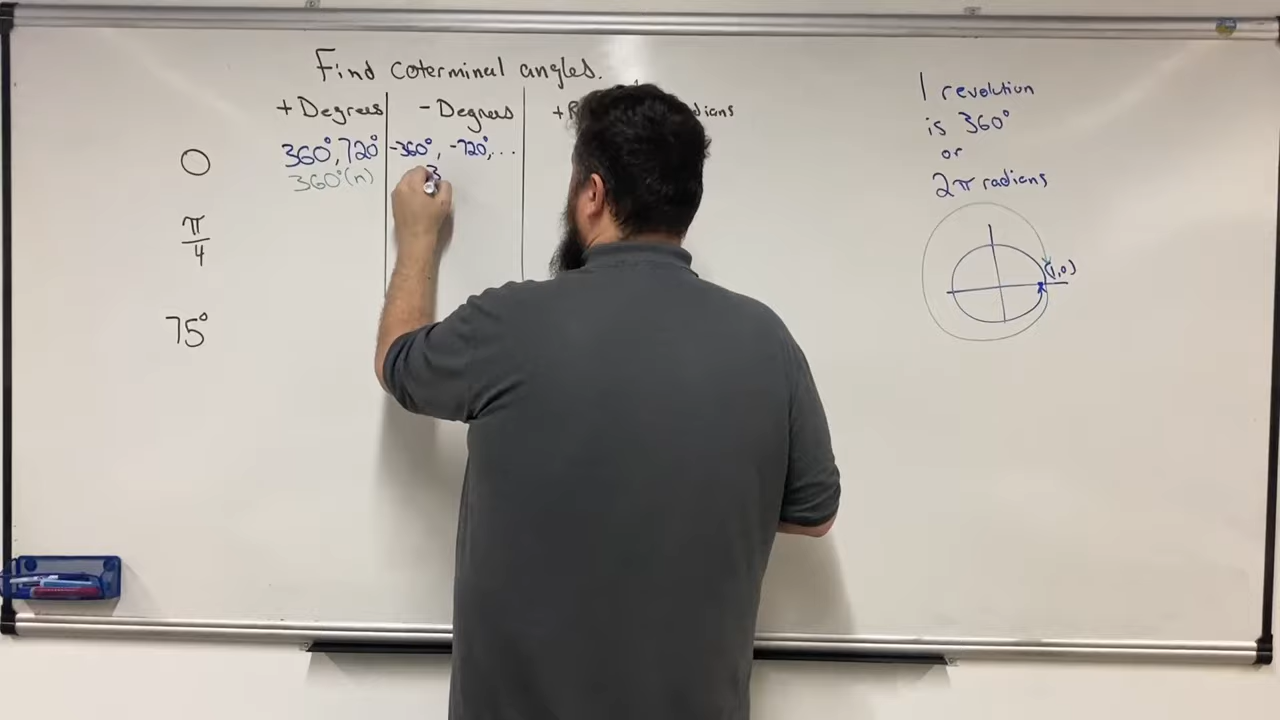 Find coterminal angles.
+ Degrees - Degrees + R dians
0 360°, 720° -360°, -720°, ...
360°(n) 3
π/4
75°
1 revolution
is 360°
or
2π radians
(1,0)